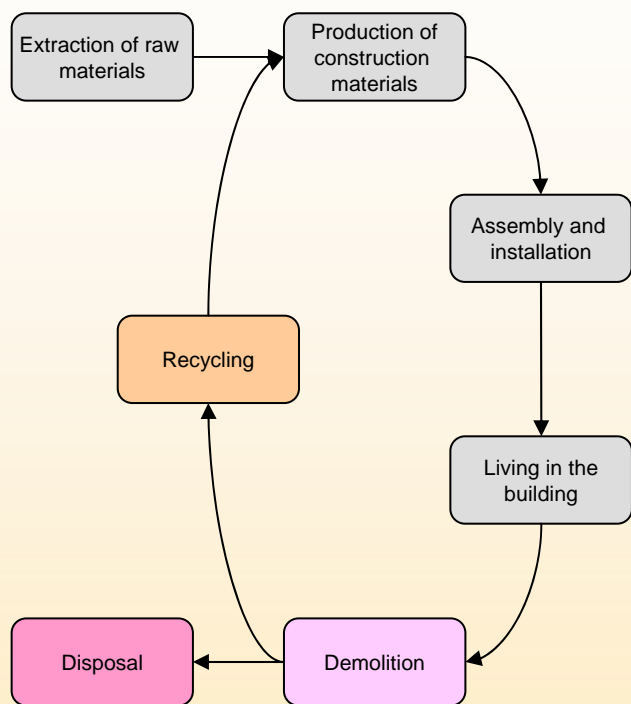 Extraction of raw
materials
Production of
construction
materials
Assembly and
installation
Recycling
Living in the
building
Disposal
Demolition